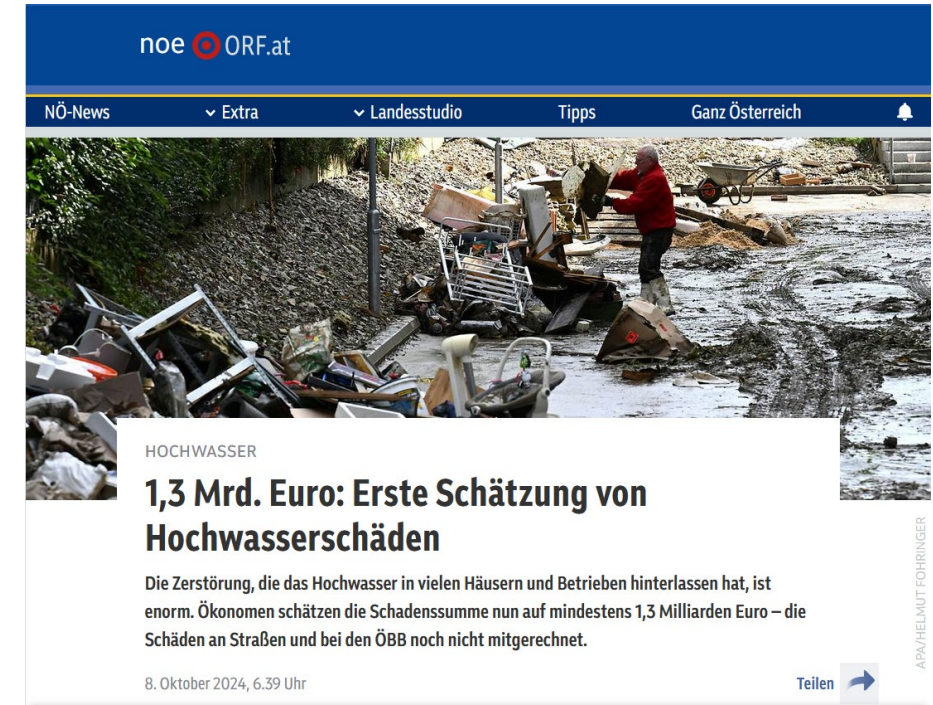 noe ORF.at
NÖ-News Extra Landesstudio Tipps Ganz Österreich
HOCHWASSER
1,3 Mrd. Euro: Erste Schätzung von
Hochwasserschäden
Die Zerstörung, die das Hochwasser in vielen Häusern und Betrieben hinterlassen hat, ist
enorm. Ökonomen schätzen die Schadenssumme nun auf mindestens 1,3 Milliarden Euro – die
Schäden an Straßen und bei den ÖBB noch nicht mitgerechnet.
8. Oktober 2024, 6.39 Uhr
Teilen
APA/HELMUT FOHRINGER